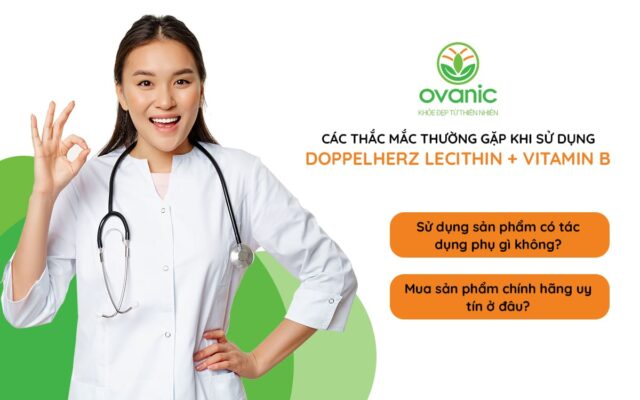 ovanic
KHỎE ĐẸP TỪ THIÊN NHIÊN
CÁC THẮC MẮC THƯỜNG GẶP KHI SỬ DỤNG
DOPPELHERZ LECITHIN + VITAMIN B
Sử dụng sản phẩm có tác
dụng phụ gì không?
Mua sản phẩm chính hãng uy
tín ở đâu?